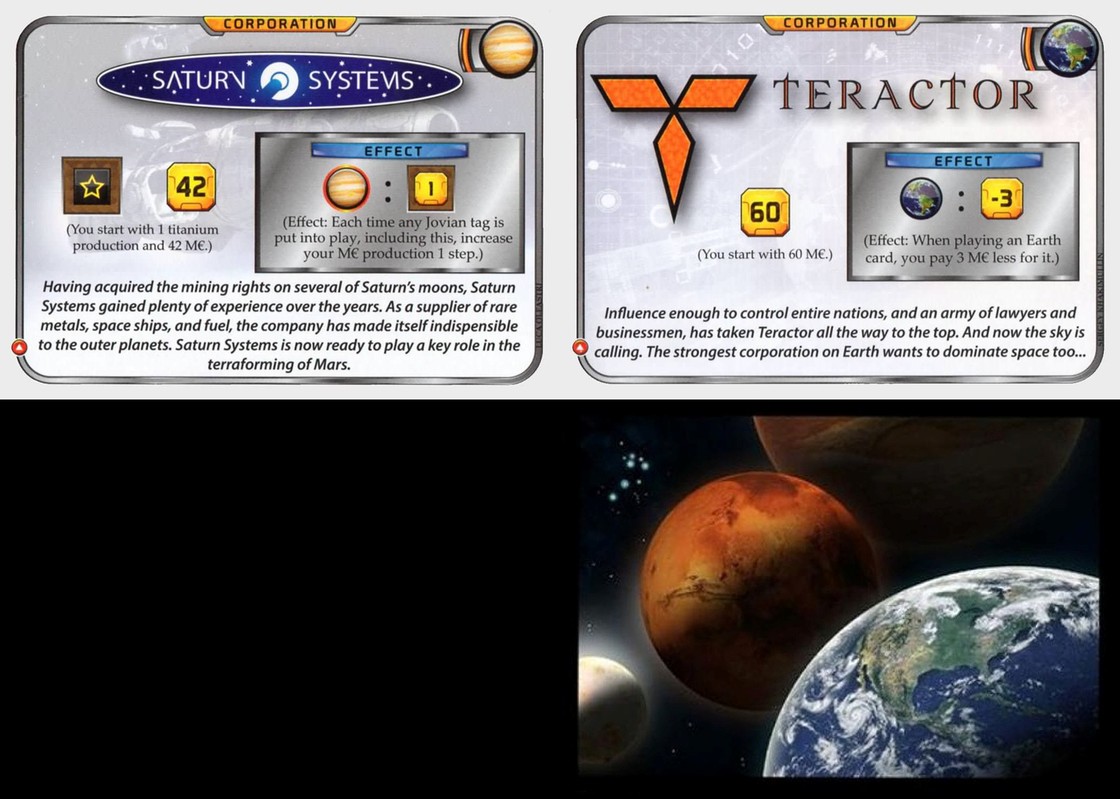 CORPORATION
SATURN SYSTEMS
42
EFFECT
: 1
(You start with 1 titanium
production and 42 M€.)
(Effect: Each time any Jovian tag is
put into play, including this, increase
your M€ production 1 step.)
Having acquired the mining rights on several of Saturn's moons, Saturn
Systems gained plenty of experience over the years. As a supplier of rare
metals, space ships, and fuel, the company has made itself indispensible
to the outer planets. Saturn Systems is now ready to play a key role in the
terraforming of Mars.
CORPORATION
TERACTOR
60
(You start with 60 M€.)
EFFECT
: -3
(Effect: When playing an Earth
card, you pay 3 M€ less for it.)
Influence enough to control entire nations, and an army of lawyers and
businessmen, has taken Teractor all the way to the top. And now the sky is
calling. The strongest corporation on Earth wants to dominate space too...